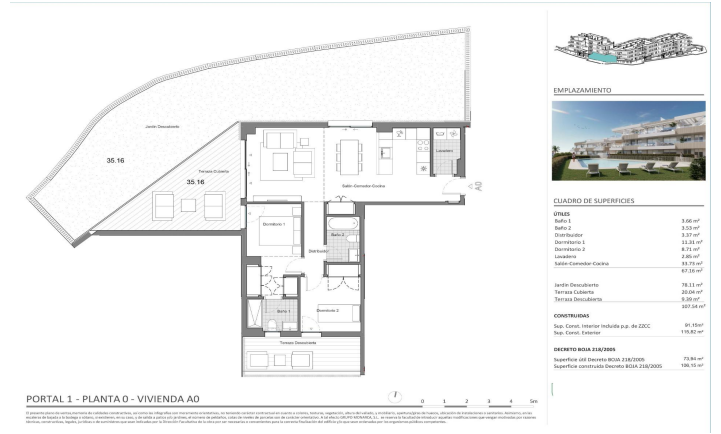 Jardín Descubierto
35.16
Terraza Cubierta
35.16
Lavadero
Salón-Comedor-Cocina
A0
Dormitorio 1
Baño 2
Distribuidor
Baño 1
Dormitorio 2
Terraza Descubierta
PORTAL 1 - PLANTA 0 - VIVIENDA A0
0 1 2 3 4 5m
EMPLAZAMIENTO
CUADRO DE SUPERFICIES
ÚTILES
Baño 1 3.66 m²
Baño 2 3.53 m²
Distribuidor 3.37 m²
Dormitorio 1 11.31 m²
Dormitorio 2 8.71 m²
Lavadero 2.85 m²
Salón-Comedor-Cocina 33.73 m²
67.16 m²
Jardín Descubierto 78.11 m²
Terraza Cubierta 20.04 m²
Terraza Descubierta 9.39 m²
107.54 m²
CONSTRUIDAS
Sup. Const. Interior Incluida p.p. de ZZCC 91,15m²
Sup. Const. Exterior 115,82 m²
DECRETO BOJA 218/2005
Superficie útil Decreto BOJA 218/2005 73,94 m²
Superficie construida Decreto BOJA 218/2005 106,15 m²